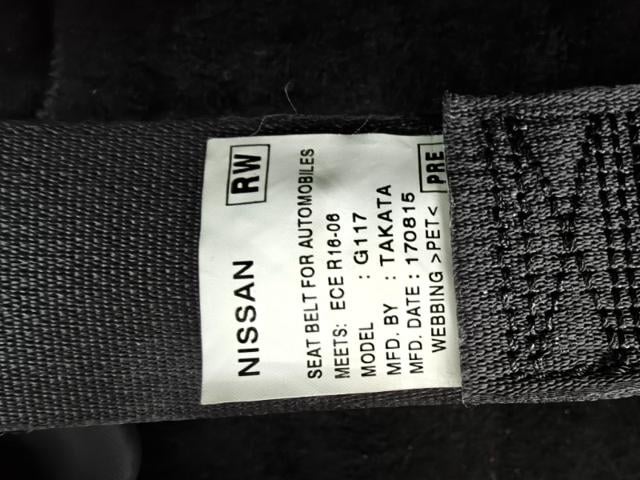 NISSAN RW
SEAT BELT FOR AUTOMOBILES
MEETS: ECE R16-06
MODEL : G117
MFD. BY : TAKATA
MFD. DATE : 170815
WEBBING >PET< PRE